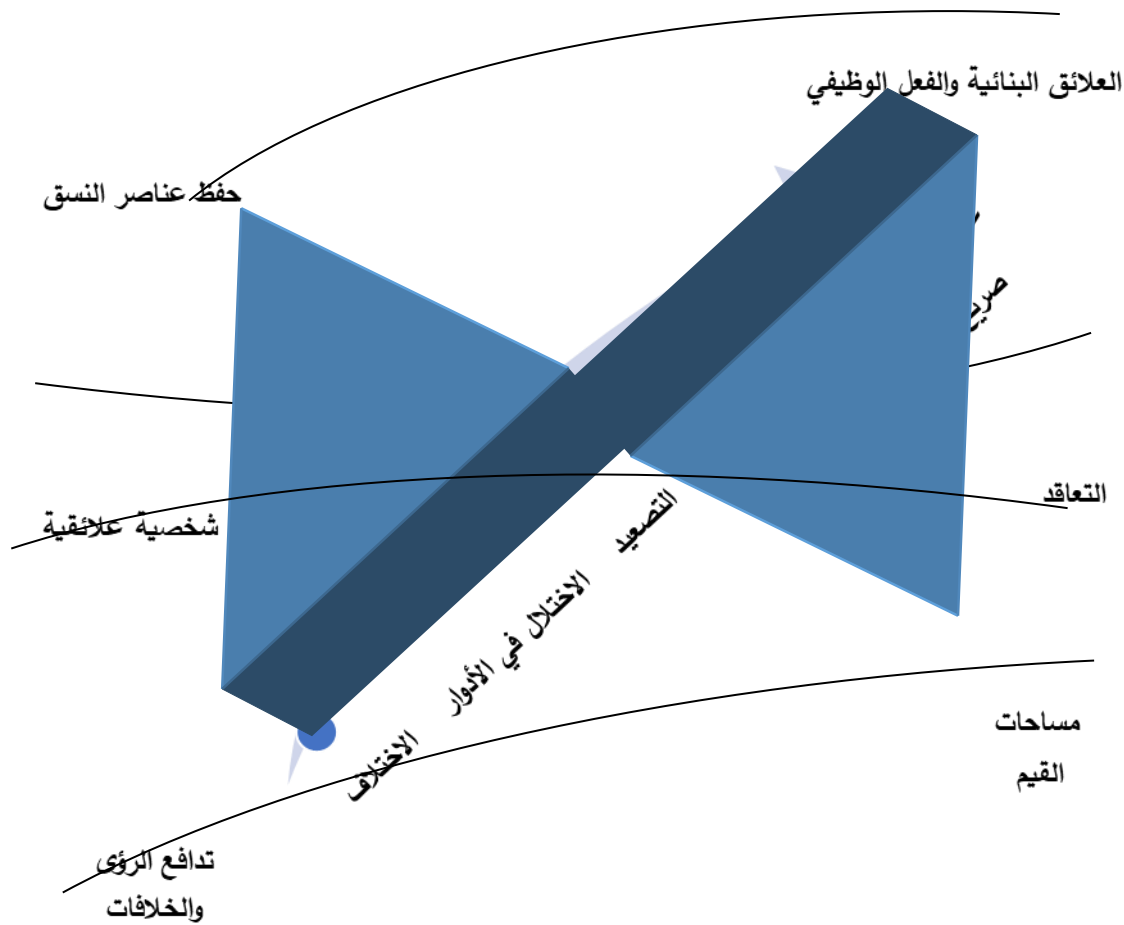 العلائق البنائية والفعل الوظيفي
حفظ عناصر النسق
التعاقد
شخصية علائقية
التصعيد
الاختلال في الأدوار
الاختلاف
مساحات
القيم
تدافع الرؤى
والخلافات